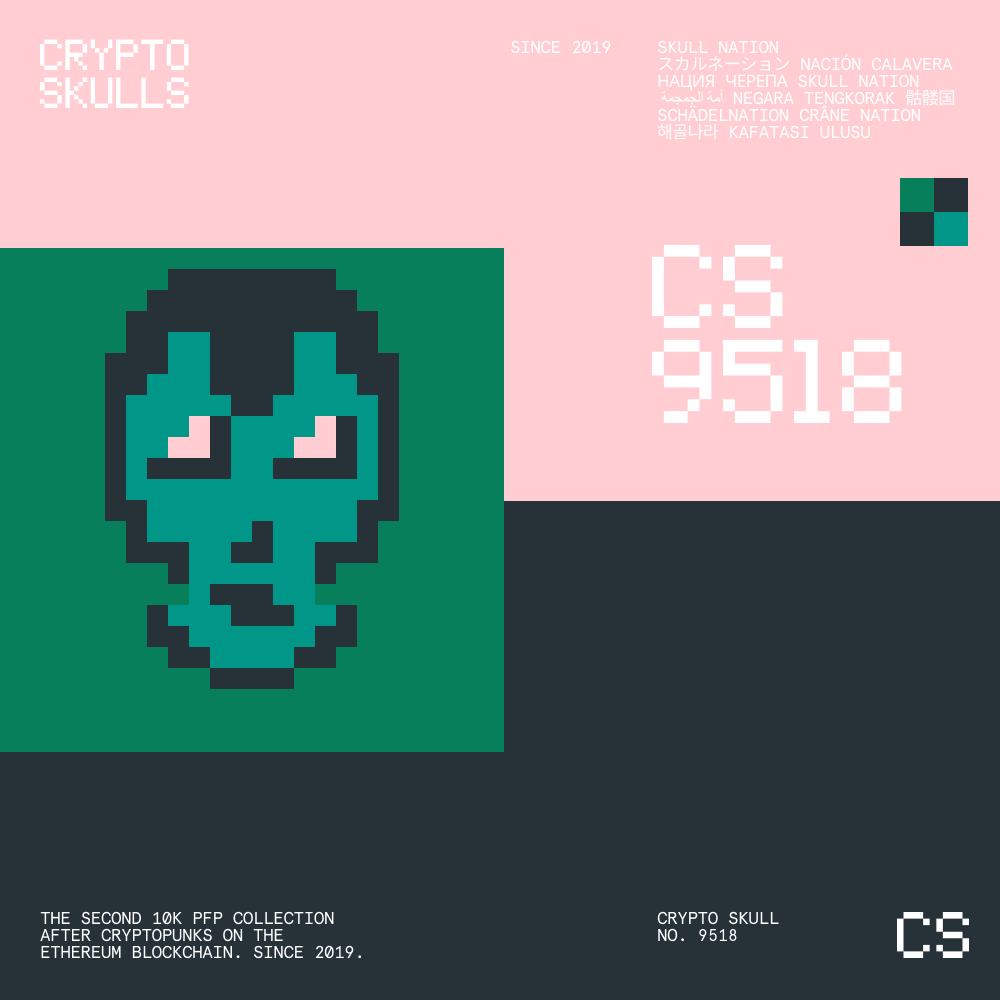 CRYPTO
SKULLS
SINCE 2019
SKULL NATION
スカルネーション NACIÓN CALAVERA
НАЦИЯ ЧЕРЕПА SKULL NATION
أمة الجمجمة NEGARA TENGKORAK 骷髅国
SCHÄDELNATION CRÂNE NATION
해골나라 KAFATASI ULUSU
CS
9518
THE SECOND 10K PFP COLLECTION
AFTER CRYPTOPUNKS ON THE
ETHEREUM BLOCKCHAIN. SINCE 2019.
CRYPTO SKULL
NO. 9518
CS